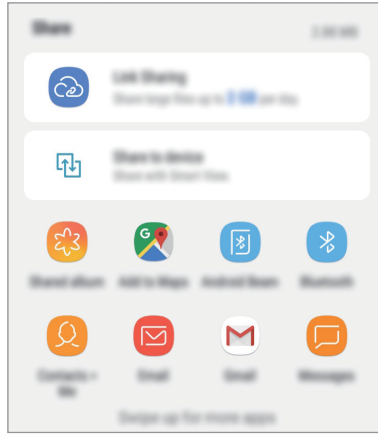 Share
2.00 MB
Link Sharing
Share large files up to 2 GB per day.
Share to device
Share with Smart View.
G
Shared album
Add to Maps
Android Beam
Bluetooth
Contacts +
Me
Email
Gmail
Messages
Swipe up for more apps